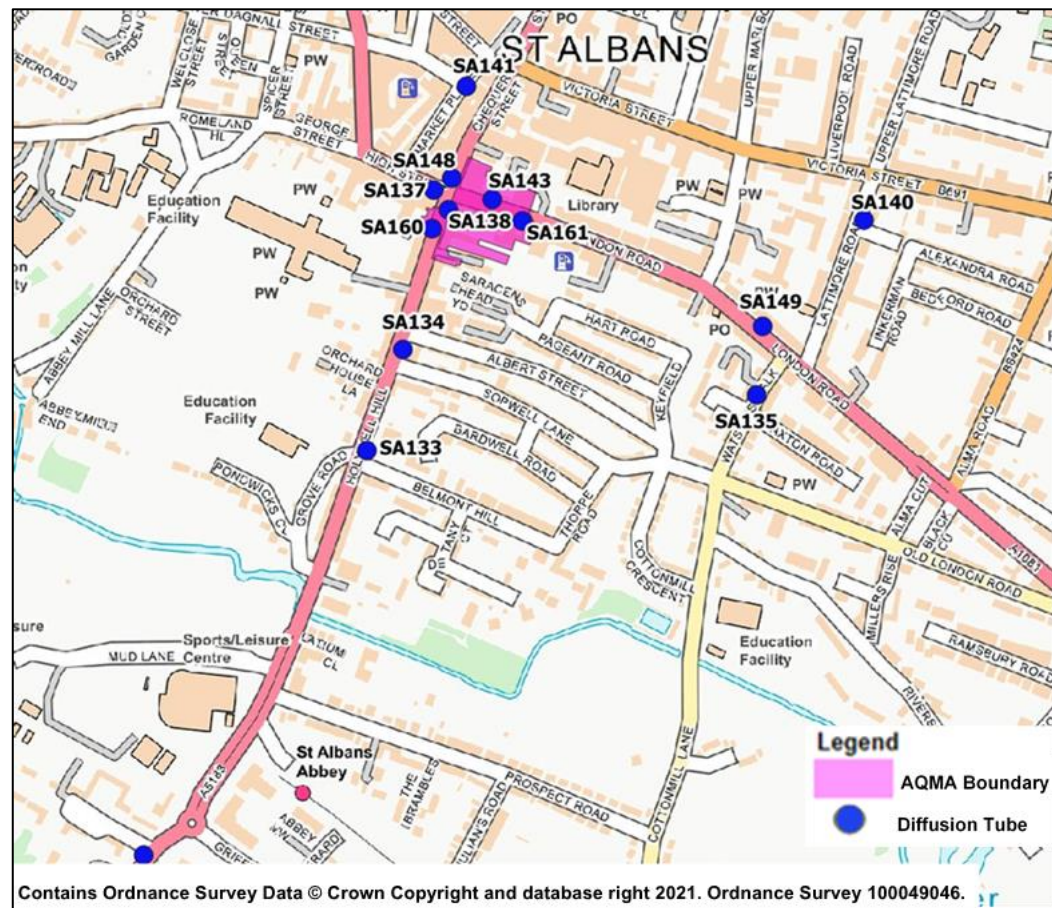 PO
ST ALBANS
SA141
UPPER LATTIMORE ROAD
LIVERPOOL ROAD
PW
WELCLOSE
STREET
SPICER
STREET
PW
CHEQUER
STREET
MARKET PL
VICTORIA STREET
ROMELAND
HL
GEORGE
STREET
SA148
SA143
VICTORIA STREET
B691
SA137
SA140
Education
Facility
PW
Library
PW
PW
SA138
SA160
SA161
LONDON ROAD
PW
PW
ALEXANDRA ROAD
ORCHARD
STREET
ABBEY MILL LANE
SARACENS
HEAD
YD
LATTIMORE ROAD
INKERMAN
ROAD
PW
SA149
SA134
HART ROAD
PO
PAGEANT ROAD
LONDON ROAD
ORCHARD
HOUSE
LA
ALBERT STREET
KEYFIELD
Education
Facility
SOPWELL LANE
SA135
SA133
BARDWELL ROAD
PW
ALMA ROAD
GROVE ROAD
BELMONT HILL
THORPE
ROAD
ALMA CUT
COTTONMILL
CRESCENT
A1081
OLD LONDON ROAD
MILLERS RISE
Sports/Leisure
Centre
MUD LANE
Education
Facility
RAMSBURY ROAD
St Albans
Abbey
A5183
THE
BRAMBLES
PROSPECT ROAD
COTTONMILL LANE
Legend
AQMA Boundary
Diffusion Tube
Contains Ordnance Survey Data © Crown Copyright and database right 2021. Ordnance Survey 100049046.